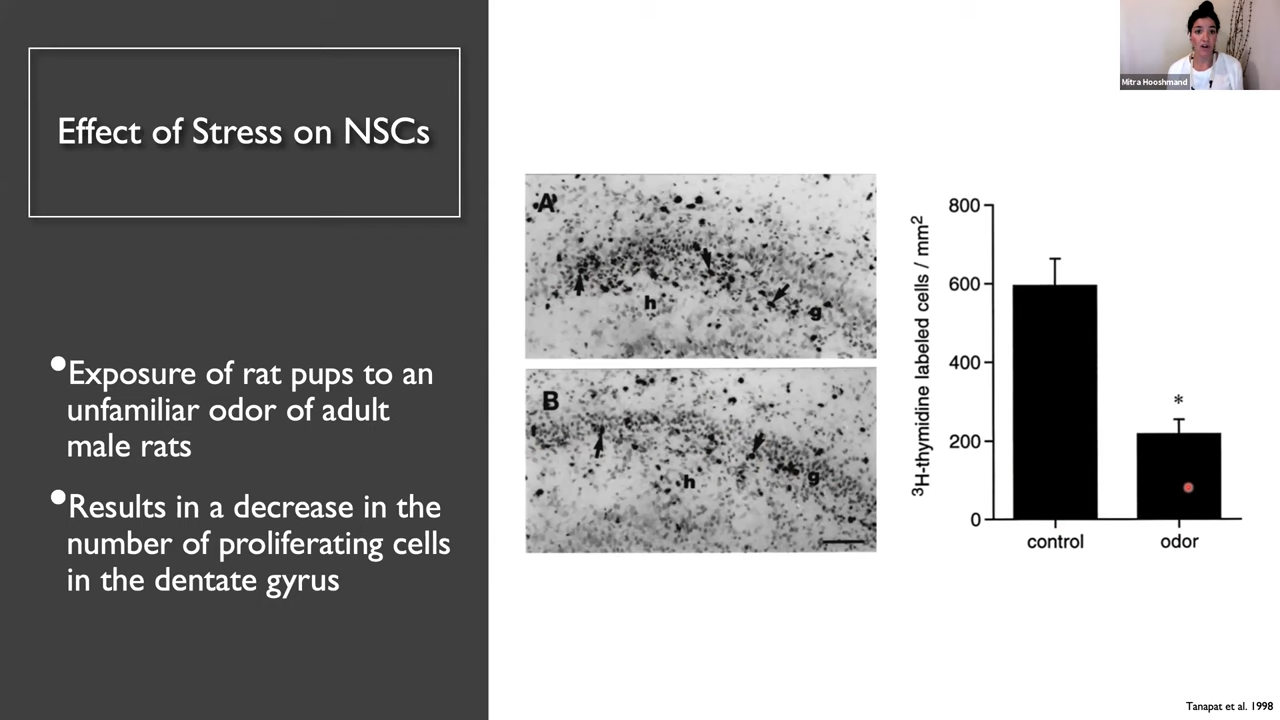 Effect of Stress on NSCs
•Exposure of rat pups to an
unfamiliar odor of adult
male rats
•Results in a decrease in the
number of proliferating cells
in the dentate gyrus
A
h
g
B
h
g
³H-thymidine labeled cells / mm²
800
600
400
200
0
*
control
odor
Mitra Hooshmand
Tanapat et al. 1998